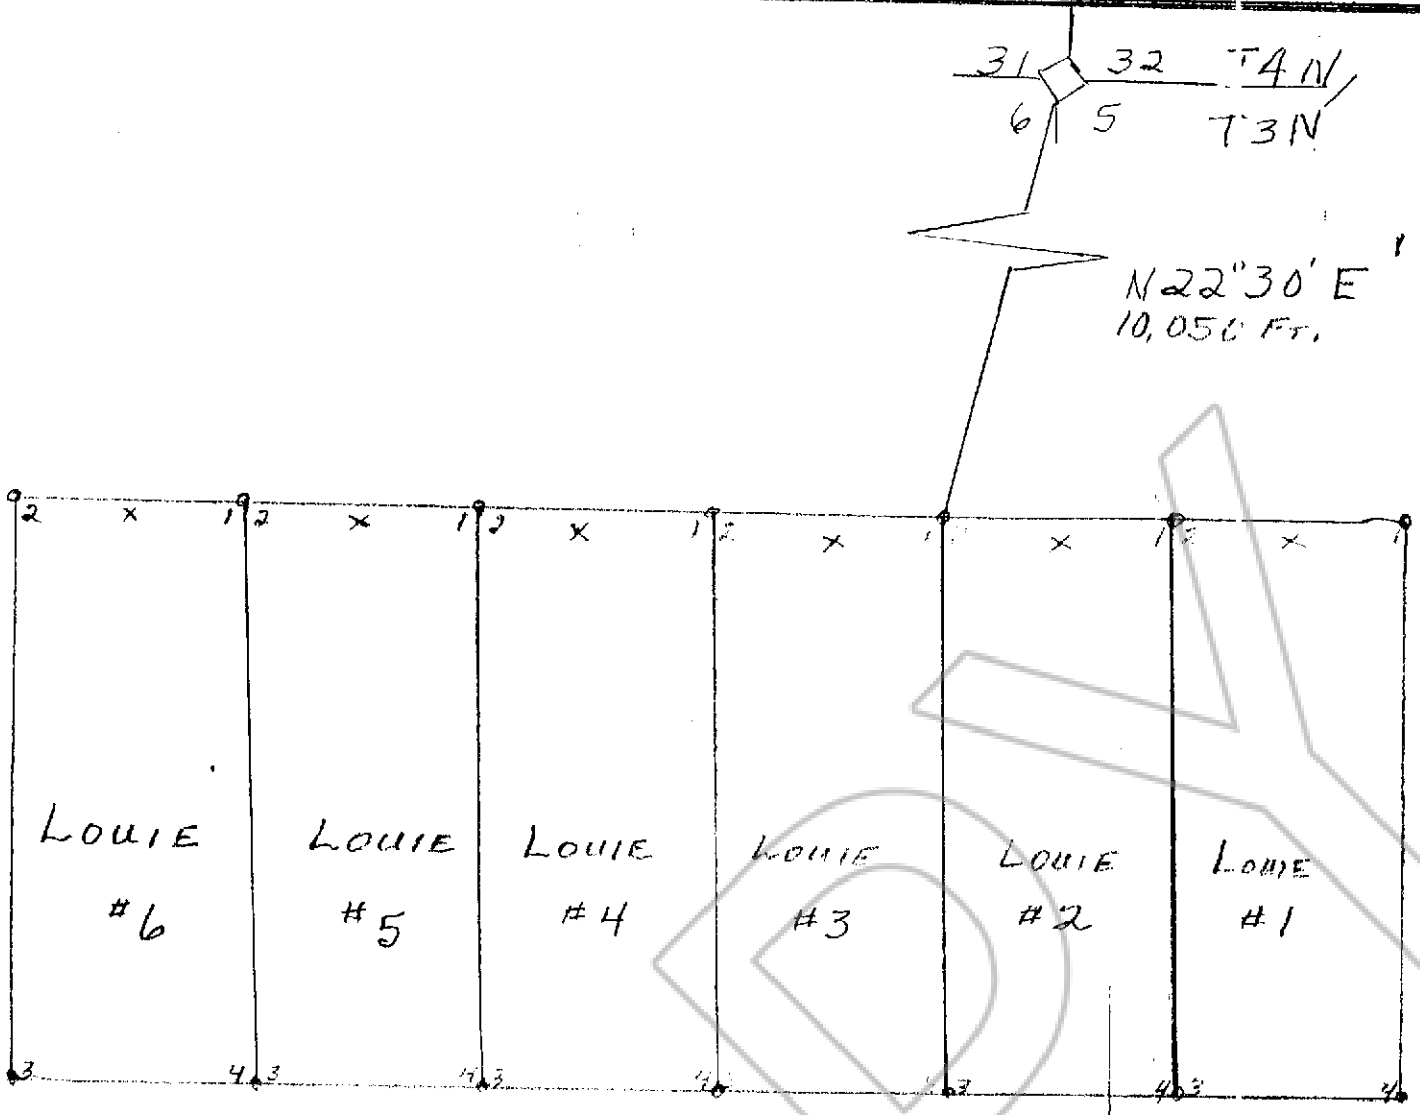 31 32 T4N
6 5 T3N
N22"30' E
Ft.
2 x 1 2 x 1 2 x 1 2 x 1 x 1 x 1
LOUIE LOUIE LOUIE LOUIE LOUIE LOUIE
#6 #5 #4 #3 #2 #1
3 4 3 4 3 4 3 4 3 4